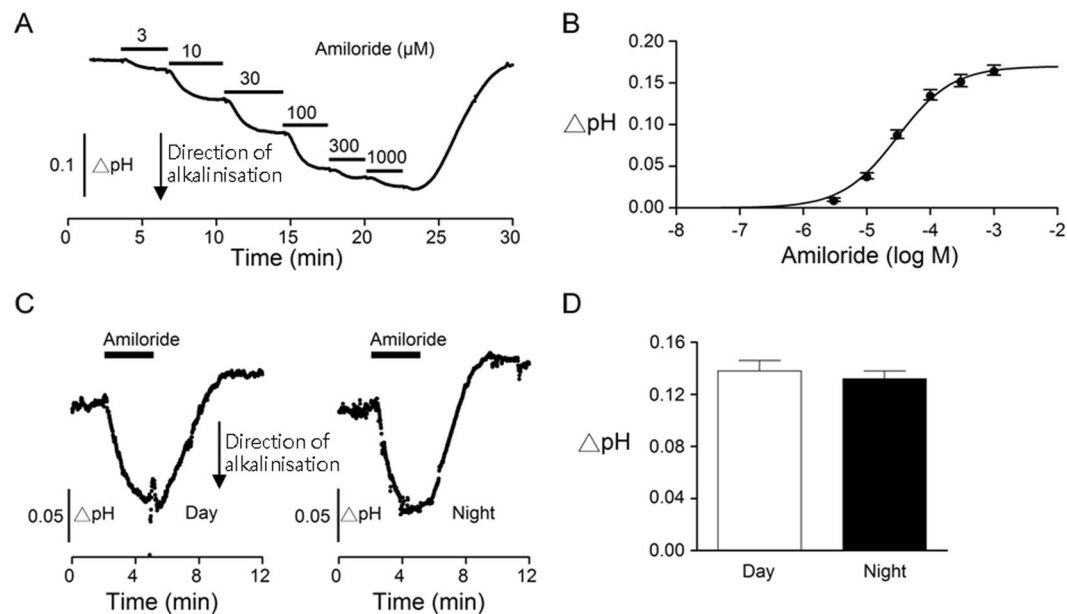 A
3
10
30
100
300
1000
Amiloride (µM)
0.1
△pH
Direction of
alkalinisation
0 5 10 15 20 25 30
Time (min)
B
0.20
0.15
0.10
0.05
0.00
△pH
-8 -7 -6 -5 -4 -3 -2
Amiloride (log M)
C
Amiloride
0.05
△pH
Day
Direction of
alkalinisation
0 4 8 12
Time (min)
Amiloride
0.05
△pH
Night
0 4 8 12
Time (min)
D
0.16
0.12
0.08
0.04
0.00
△pH
Day Night